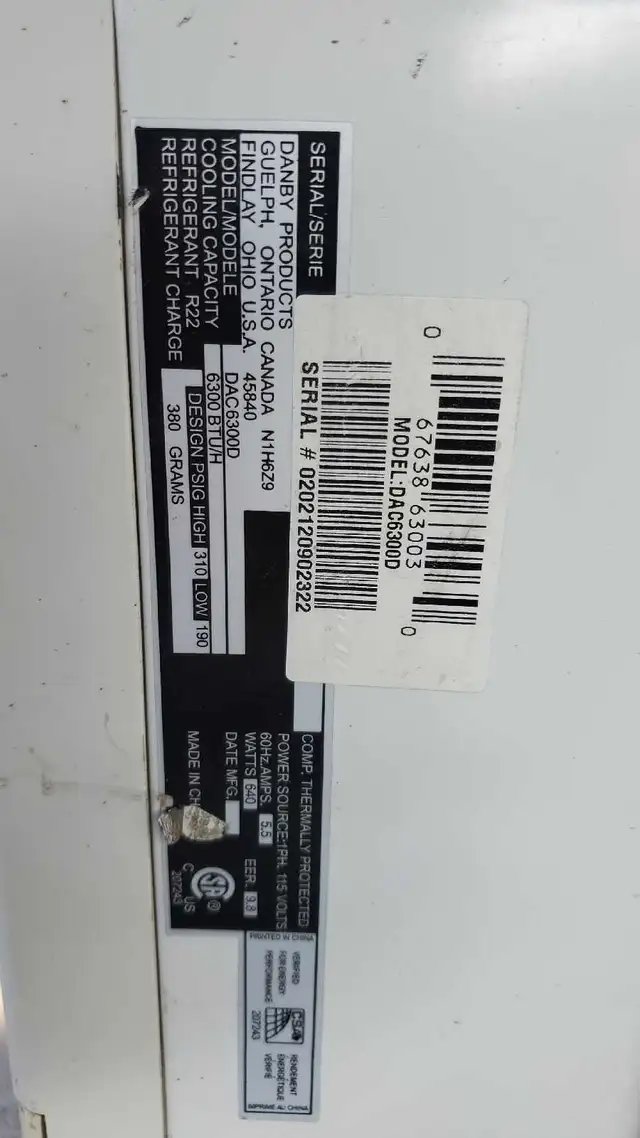 SERIAL/SERIE
DANBY PRODUCTS
GUELPH, ONTARIO CANADA N1H6Z9
FINDLAY OHIO U.S.A. 45840
MODEL/MODELE DAC6300D
COOLING CAPACITY 6300 BTU/H
REFRIGERANT R22 DESIGN PSIG HIGH 310 LOW 190
REFRIGERANT CHARGE 380 GRAMS
0 67638 63003 0
MODEL:DAC6300D
SERIAL # 0202120902322
COMP. THERMALLY PROTECTED
POWER SOURCE:1PH. 115 VOLTS
60Hz.AMPS. 5.5
WATTS 640 EER. 9.8
DATE MFG.
MADE IN CH
SA ®
C US
207243
PRINTED IN CHINA
VERIFIED
FOR ENERGY
PERFORMANCE
CSA
207243
RENDEMENT
ÉNERGÉTIQUE
VÉRIFIÉ
IMPRIMÉ AU CHINA